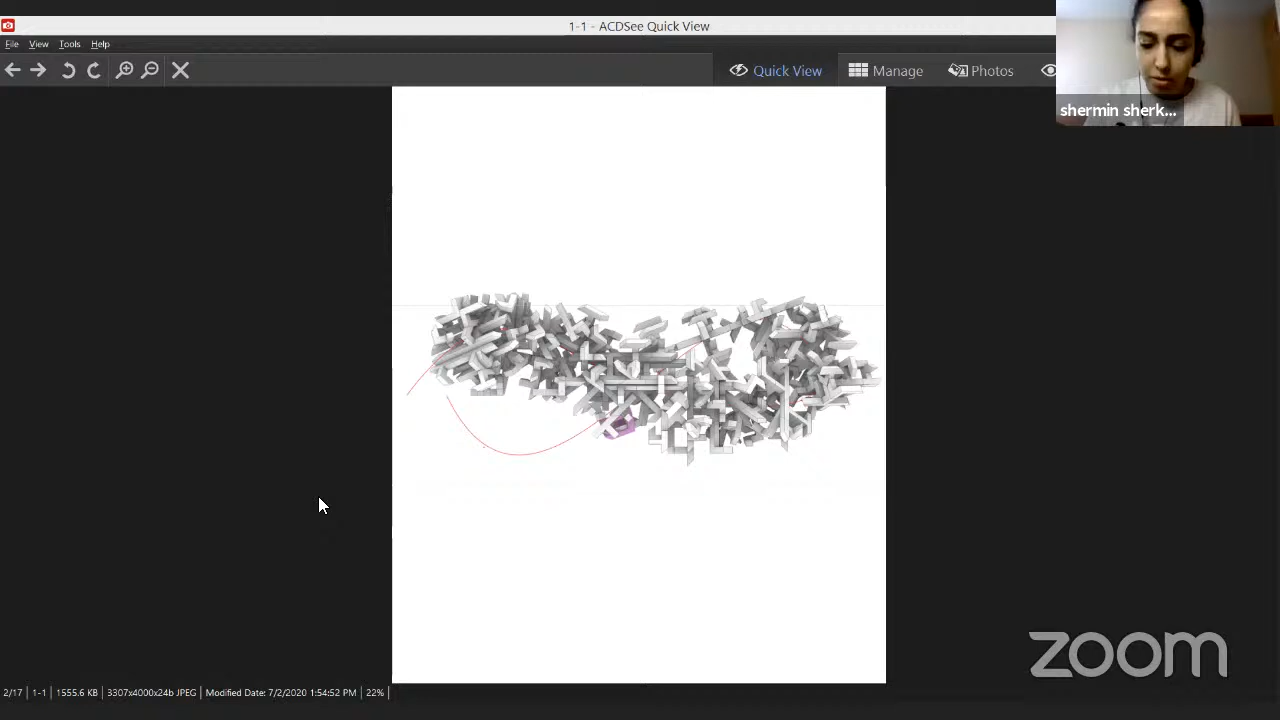 1-1 - ACDSee Quick View
File View Tools Help
Quick View Manage Photos
shermin sherk...
zoom
2/17 1-1 1555.6 KB 3307x4000x24b JPEG Modified Date: 7/2/2020 1:54:52 PM 22%